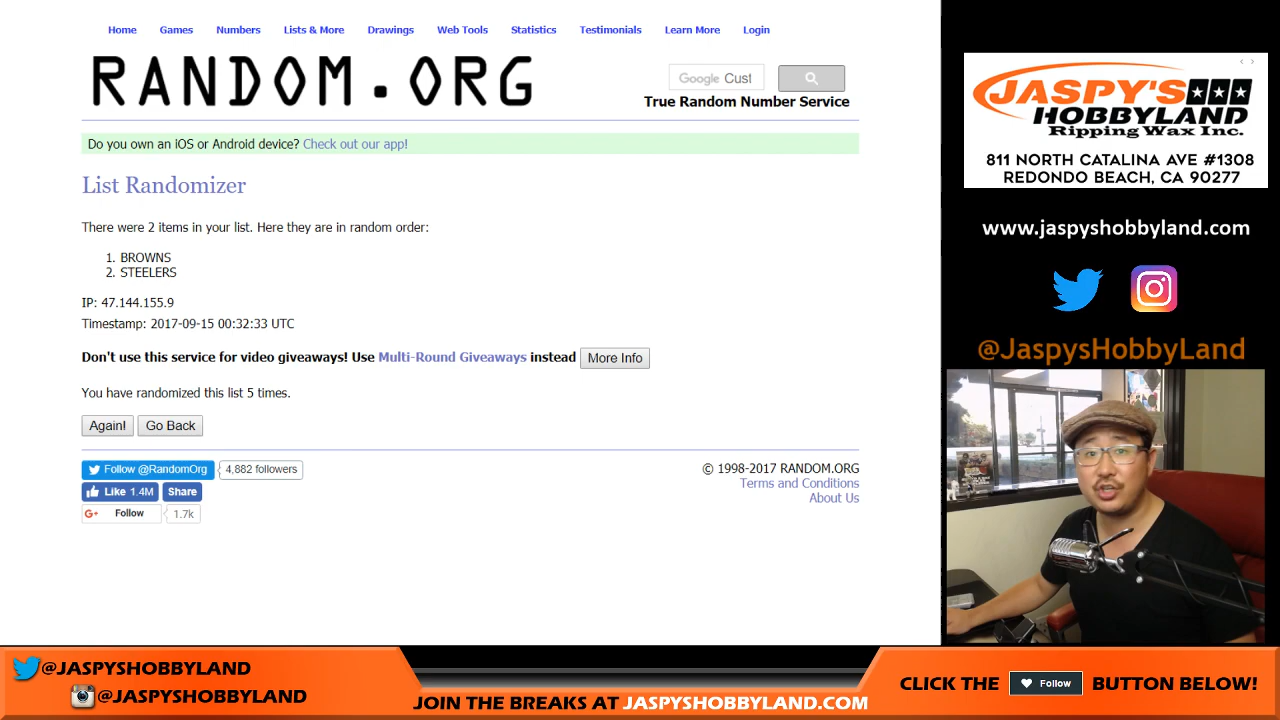 Home Games Numbers Lists & More Drawings Web Tools Statistics Testimonials Learn More Login
RANDOM.ORG
Google Cust
True Random Number Service
Do you own an iOS or Android device? Check out our app!
List Randomizer
There were 2 items in your list. Here they are in random order:
1. BROWNS
2. STEELERS
IP: 47.144.155.9
Timestamp: 2017-09-15 00:32:33 UTC
Don't use this service for video giveaways! Use Multi-Round Giveaways instead More Info
You have randomized this list 5 times.
Again! Go Back
Follow @RandomOrg 4,882 followers
Like 1.4M Share
G+ Follow 1.7k
© 1998-2017 RANDOM.ORG
Terms and Conditions
About Us
JASPY'S
HOBBYLAND
Ripping Wax Inc.
811 NORTH CATALINA AVE #1308
REDONDO BEACH, CA 90277
www.jaspyshobbyland.com
@JaspysHobbyLand
@JASPYSHOBBYLAND
@JASPYSHOBBYLAND
JOIN THE BREAKS AT JASPYSHOBBYLAND.COM
CLICK THE Follow BUTTON BELOW!